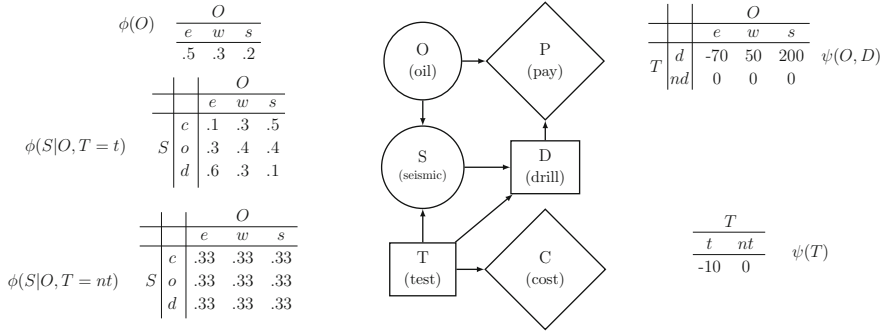 ϕ(O)
O
e w s
.5 .3 .2
ϕ(S|O, T = t)
O
e w s
S
c .1 .3 .5
o .3 .4 .4
d .6 .3 .1
ϕ(S|O, T = nt)
O
e w s
S
c .33 .33 .33
o .33 .33 .33
d .33 .33 .33
O
(oil)
P
(pay)
S
(seismic)
D
(drill)
T
(test)
C
(cost)
O
e w s
T
d -70 50 200
nd 0 0 0
ψ(O, D)
T
t nt
-10 0
ψ(T)